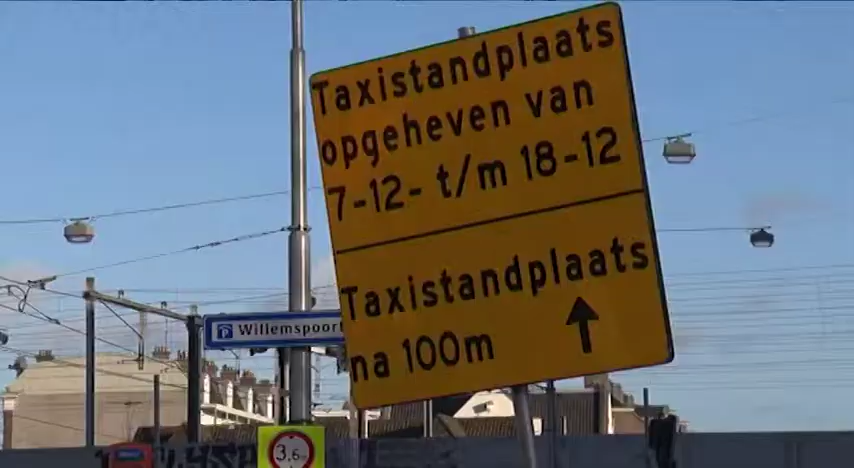 Taxistandplaats
opgeheven van
7-12- t/m 18-12
Taxistandplaats
na 100m
P Willemspoort
3.6m